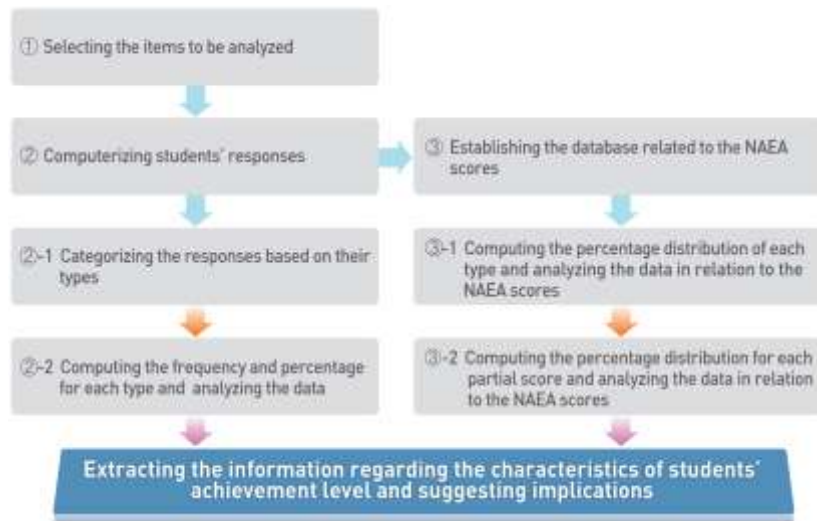 ① Selecting the items to be analyzed
② Computerizing students' responses
③ Establishing the database related to the NAEA
scores
②-1 Categorizing the responses based on their
types
③-1 Computing the percentage distribution of each
type and analyzing the data in relation to the
NAEA scores
②-2 Computing the frequency and percentage
for each type and analyzing the data
③-2 Computing the percentage distribution for each
partial score and analyzing the data in relation
to the NAEA scores
Extracting the information regarding the characteristics of students'
achievement level and suggesting implications